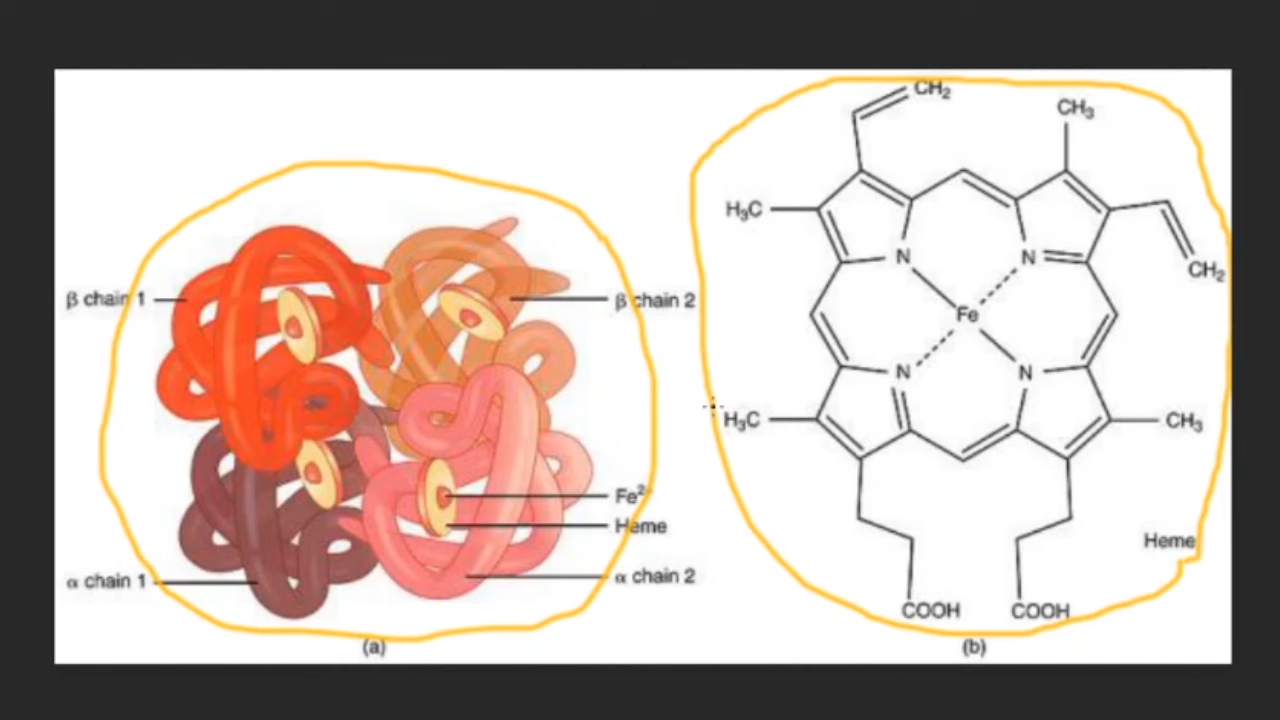 β chain 1
β chain 2
Fe²
Heme
α chain 1
α chain 2
(a)
CH₂
CH₃
H₃C
CH₂
N
N
Fe
N
N
H₃C
CH₃
Heme
COOH
COOH
(b)